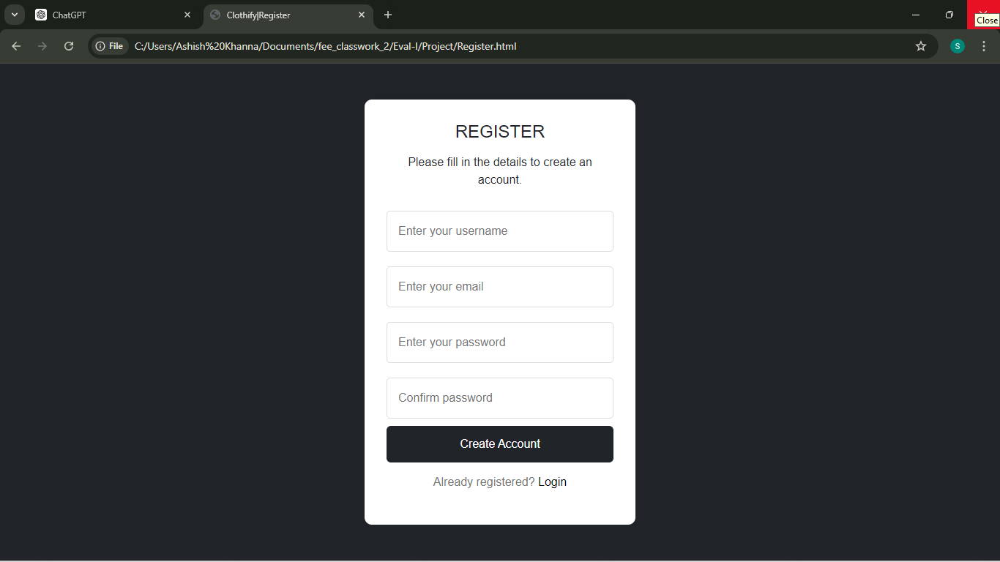 ChatGPT
Clothify|Register
Close
File
C:/Users/Ashish%20Khanna/Documents/fee_classwork_2/Eval-I/Project/Register.html
S
REGISTER
Please fill in the details to create an
account.
Enter your username
Enter your email
Enter your password
Confirm password
Create Account
Already registered? Login